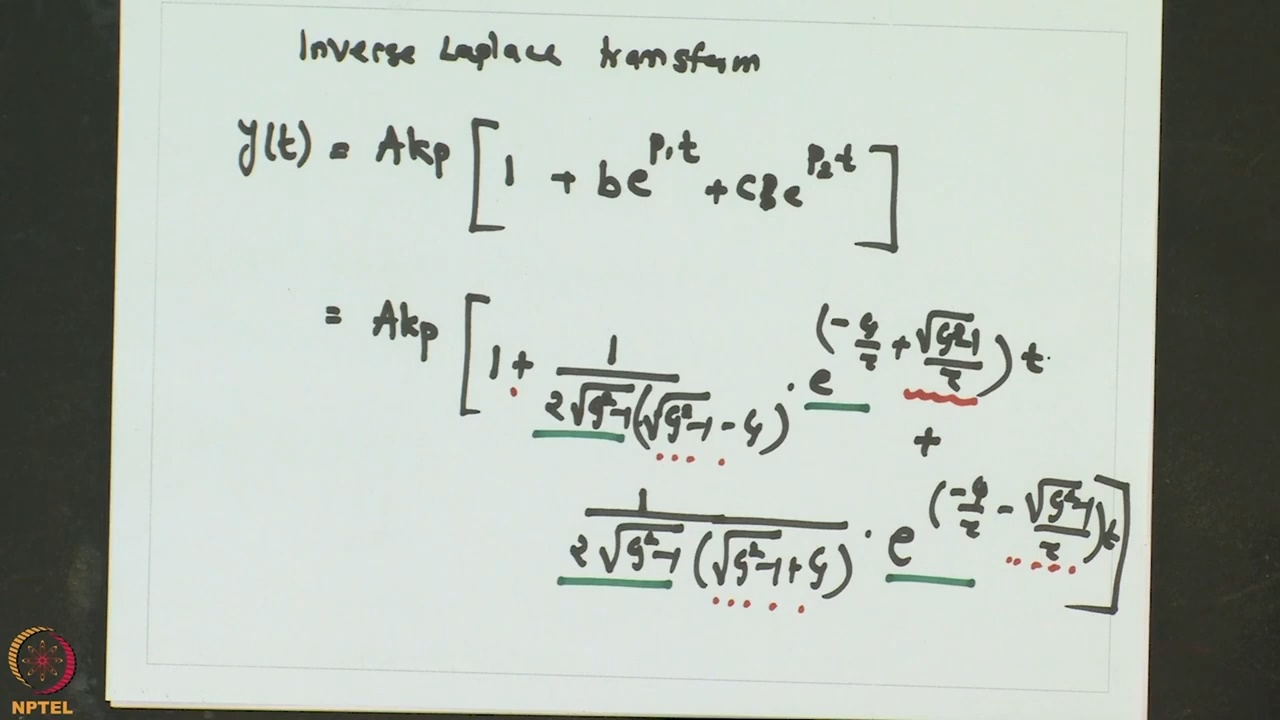 Inverse Laplace transform
y(t) = Akp [ 1 + be^{p₁t} + c e^{p₂t} ]
= Akp [ 1 + 1 / (2√(ζ²-1) (√(ζ²-1) - ζ)) · e^{(-ζ/τ + √(ζ²-1)/τ)t}
+
1 / (2√(ζ²-1) (√(ζ²-1) + ζ)) · e^{(-ζ/τ - √(ζ²-1)/τ)t} ]
NPTEL